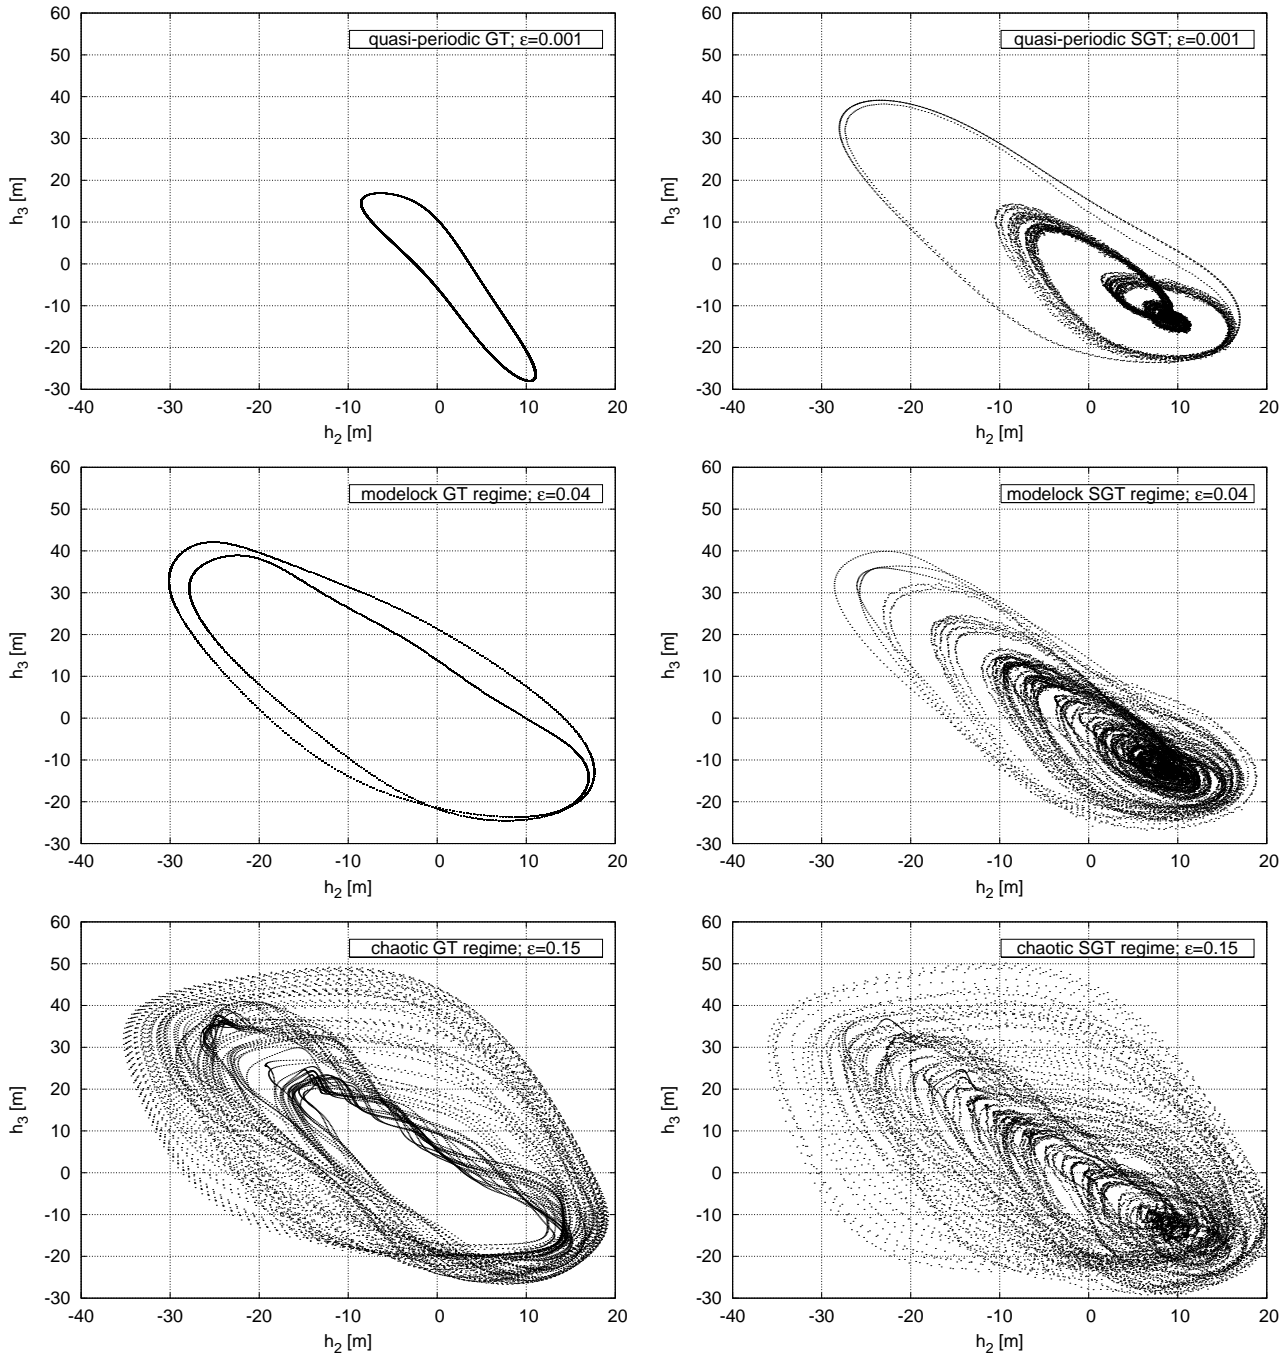 60
50
40
30
20
10
0
-10
-20
-30
h3 [m]
quasi-periodic GT; ε=0.001
-40 -30 -20 -10 0 10 20
h2 [m]
60
50
40
30
20
10
0
-10
-20
-30
h3 [m]
quasi-periodic SGT; ε=0.001
-40 -30 -20 -10 0 10 20
h2 [m]
60
50
40
30
20
10
0
-10
-20
-30
h3 [m]
modelock GT regime; ε=0.04
-40 -30 -20 -10 0 10 20
h2 [m]
60
50
40
30
20
10
0
-10
-20
-30
h3 [m]
modelock SGT regime; ε=0.04
-40 -30 -20 -10 0 10 20
h2 [m]
60
50
40
30
20
10
0
-10
-20
-30
h3 [m]
chaotic GT regime; ε=0.15
-40 -30 -20 -10 0 10 20
h2 [m]
60
50
40
30
20
10
0
-10
-20
-30
h3 [m]
chaotic SGT regime; ε=0.15
-40 -30 -20 -10 0 10 20
h2 [m]